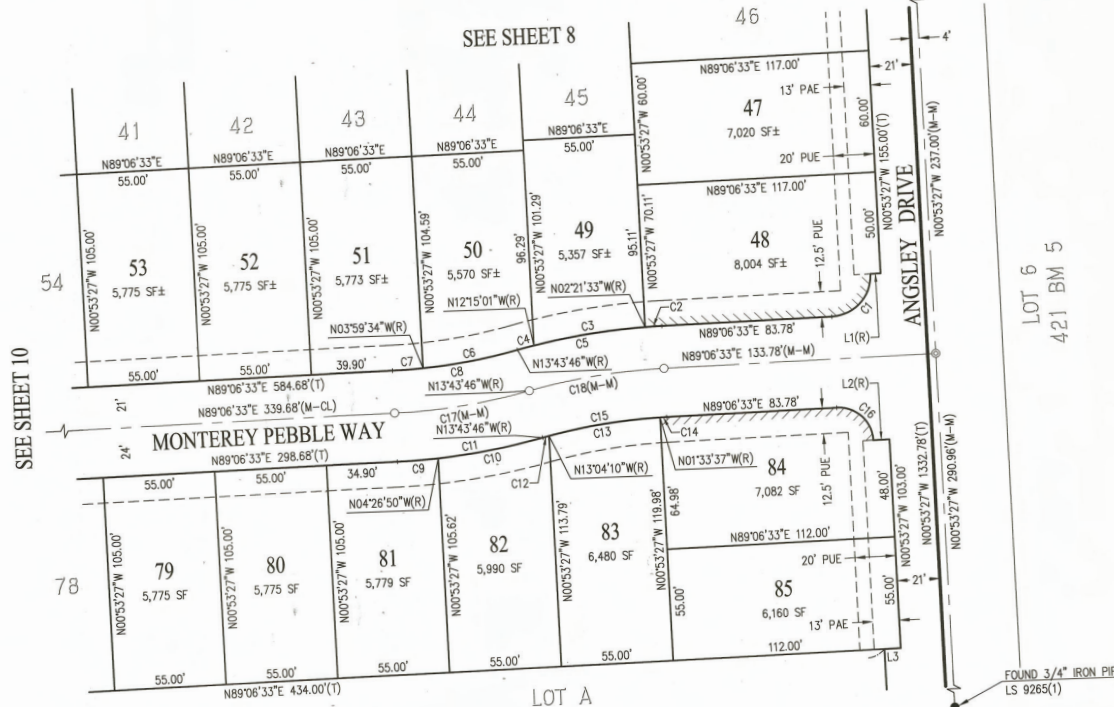 46
SEE SHEET 8
4'
N89°06'33"E 117.00'
21'
13' PAE
45
44
43
42
41
47
7,020 SF±
N00°53'27"W 60.00'
60.00'
N00°53'27"W 155.00'(T)
N00°53'27"W 237.00'(M-M)
N89°06'33"E
N89°06'33"E
N89°06'33"E
N89°06'33"E
N89°06'33"E
55.00'
55.00'
55.00'
55.00'
55.00'
20' PUE
N89°06'33"E 117.00'
ANGSLEY DRIVE
LOT 6
421 BM 5
54
53
5,775 SF±
52
5,775 SF±
51
5,773 SF±
50
5,570 SF±
49
5,357 SF±
48
8,004 SF±
N00°53'27"W 105.00'
N00°53'27"W 105.00'
N00°53'27"W 105.00'
N00°53'27"W 104.59'
96.29'
N00°53'27"W 101.29'
95.11'
N00°53'27"W 70.11'
12.5' PUE
50.00'
N12°15'01"W(R)
N02°21'33"W(R)
N03°59'34"W(R)
C2
C1
C3
C4
C5
C6
C7
C8
N89°06'33"E 83.78'
L1(R)
55.00'
55.00'
39.90'
N13°43'46"W(R)
N89°06'33"E 133.78'(M-M)
N89°06'33"E 584.68'(T)
N13°43'46"W(R)
C18(M-M)
L2(R)
SEE SHEET 10
21'
N89°06'33"E 339.68'(M-CL)
C17(M-M)
N89°06'33"E 83.78'
C16
24'
MONTEREY PEBBLE WAY
N13°43'46"W(R)
C15
C13
C14
N89°06'33"E 298.68'(T)
C11
C10
C9
C12
N13°04'10"W(R)
N01°33'37"W(R)
55.00'
55.00'
34.90'
N04°26'50"W(R)
84
7,082 SF
12.5' PUE
48.00'
N00°53'27"W 103.00'
N00°53'27"W 1332.78'(T)
N00°53'27"W 290.96'(M-M)
78
79
5,775 SF
80
5,775 SF
81
5,779 SF
82
5,990 SF
83
6,480 SF
N00°53'27"W 105.00'
N00°53'27"W 105.00'
N00°53'27"W 105.00'
N00°53'27"W 105.62'
N00°53'27"W 113.79'
N00°53'27"W 119.98'
64.98'
N89°06'33"E 112.00'
20' PUE
85
6,160 SF
55.00'
55.00'
21'
13' PAE
55.00'
55.00'
55.00'
55.00'
55.00'
112.00'
L3
N89°06'33"E 434.00'(T)
LOT A
FOUND 3/4" IRON PIP
LS 9265(1)